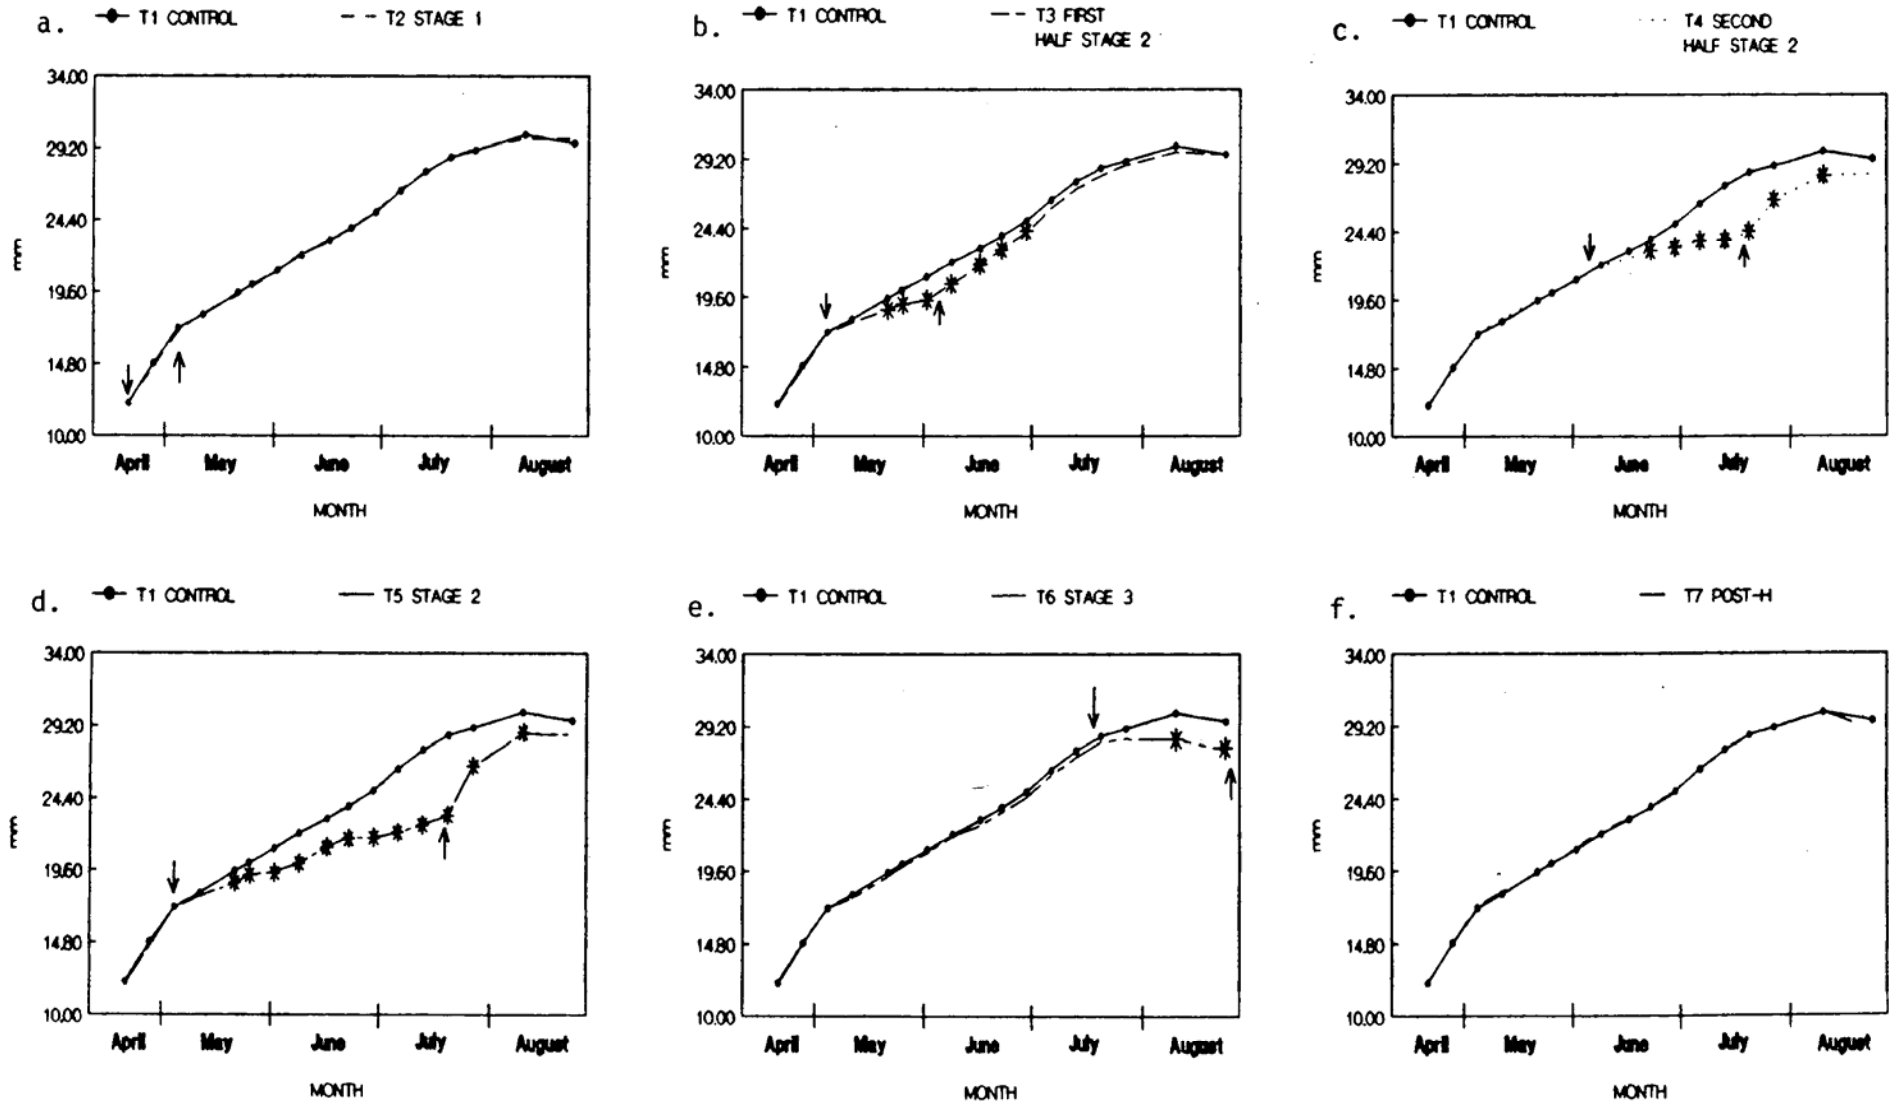 a.
T1 CONTROL
T2 STAGE 1
34.00
29.20
24.40
19.60
14.80
10.00
mm
April May June July August
MONTH
b.
T1 CONTROL
T3 FIRST
HALF STAGE 2
34.00
29.20
24.40
19.60
14.80
10.00
mm
April May June July August
MONTH
c.
T1 CONTROL
T4 SECOND
HALF STAGE 2
34.00
29.20
24.40
19.60
14.80
10.00
mm
April May June July August
MONTH
d.
T1 CONTROL
T5 STAGE 2
34.00
29.20
24.40
19.60
14.80
10.00
mm
April May June July August
MONTH
e.
T1 CONTROL
T6 STAGE 3
34.00
29.20
24.40
19.60
14.80
10.00
mm
April May June July August
MONTH
f.
T1 CONTROL
T7 POST-H
34.00
29.20
24.40
19.60
14.80
10.00
mm
April May June July August
MONTH